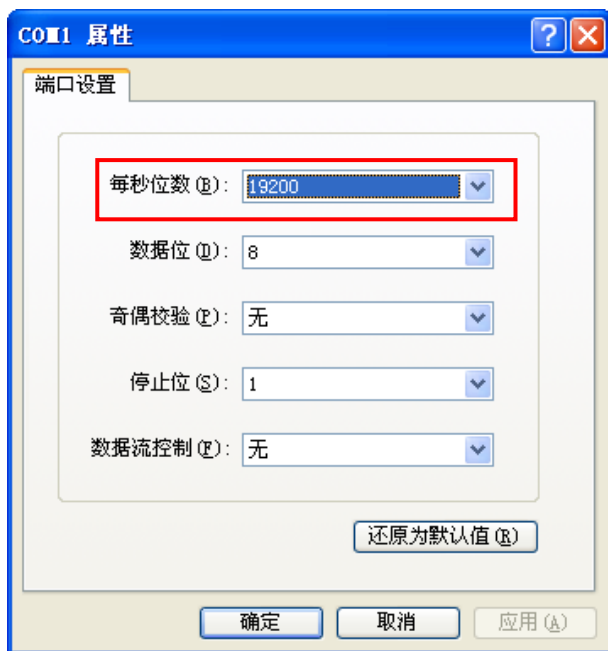 COM1 属性
端口设置
每秒位数(B): 19200
数据位(D): 8
奇偶校验(P): 无
停止位(S): 1
数据流控制(F): 无
还原为默认值(R)
确定 取消 应用(A)